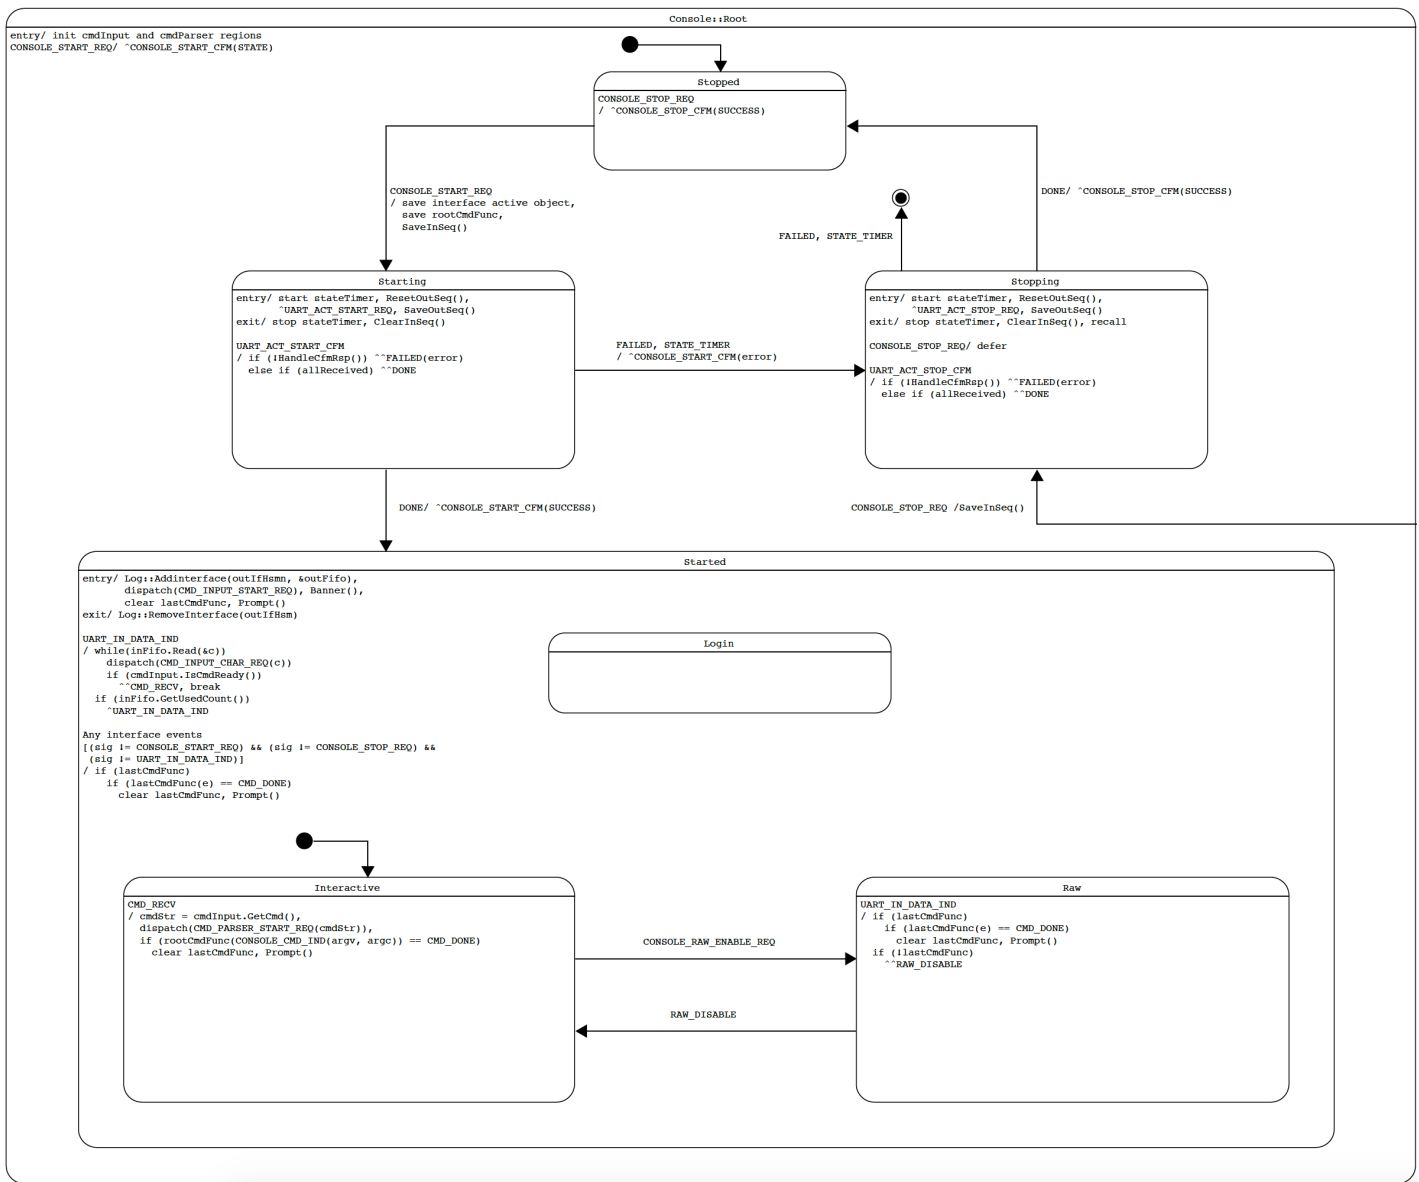 Console::Root
entry/ init cmdInput and cmdParser regions
CONSOLE_START_REQ/ ^CONSOLE_START_CFM(STATE)
Stopped
CONSOLE_STOP_REQ
/ ^CONSOLE_STOP_CFM(SUCCESS)
CONSOLE_START_REQ
/ save interface active object,
save rootCmdFunc,
SaveInSeq()
DONE/ ^CONSOLE_STOP_CFM(SUCCESS)
FAILED, STATE_TIMER
Starting
entry/ start stateTimer, ResetOutSeq(),
^UART_ACT_START_REQ, SaveOutSeq()
exit/ stop stateTimer, ClearInSeq()
UART_ACT_START_CFM
/ if (!HandleCfmRsp()) ^^FAILED(error)
else if (allReceived) ^^DONE
FAILED, STATE_TIMER
/ ^CONSOLE_START_CFM(error)
Stopping
entry/ start stateTimer, ResetOutSeq(),
^UART_ACT_STOP_REQ, SaveOutSeq()
exit/ stop stateTimer, ClearInSeq(), recall
CONSOLE_STOP_REQ/ defer
UART_ACT_STOP_CFM
/ if (!HandleCfmRsp()) ^^FAILED(error)
else if (allReceived) ^^DONE
DONE/ ^CONSOLE_START_CFM(SUCCESS)
CONSOLE_STOP_REQ /SaveInSeq()
Started
entry/ Log::Addinterface(outIfHsmn, &outFifo),
dispatch(CMD_INPUT_START_REQ), Banner(),
clear lastCmdFunc, Prompt()
exit/ Log::RemoveInterface(outIfHsm)
UART_IN_DATA_IND
/ while(inFifo.Read(&c))
dispatch(CMD_INPUT_CHAR_REQ(c))
if (cmdInput.IsCmdReady())
^^CMD_RECV, break
if (inFifo.GetUsedCount())
^UART_IN_DATA_IND
Any interface events
[(sig != CONSOLE_START_REQ) && (sig != CONSOLE_STOP_REQ) &&
(sig != UART_IN_DATA_IND)]
/ if (lastCmdFunc)
if (lastCmdFunc(e) == CMD_DONE)
clear lastCmdFunc, Prompt()
Login
Interactive
CMD_RECV
/ cmdStr = cmdInput.GetCmd(),
dispatch(CMD_PARSER_START_REQ(cmdStr)),
if (rootCmdFunc(CONSOLE_CMD_IND(argv, argc)) == CMD_DONE)
clear lastCmdFunc, Prompt()
CONSOLE_RAW_ENABLE_REQ
RAW_DISABLE
Raw
UART_IN_DATA_IND
/ if (lastCmdFunc)
if (lastCmdFunc(e) == CMD_DONE)
clear lastCmdFunc, Prompt()
if (!lastCmdFunc)
^^RAW_DISABLE